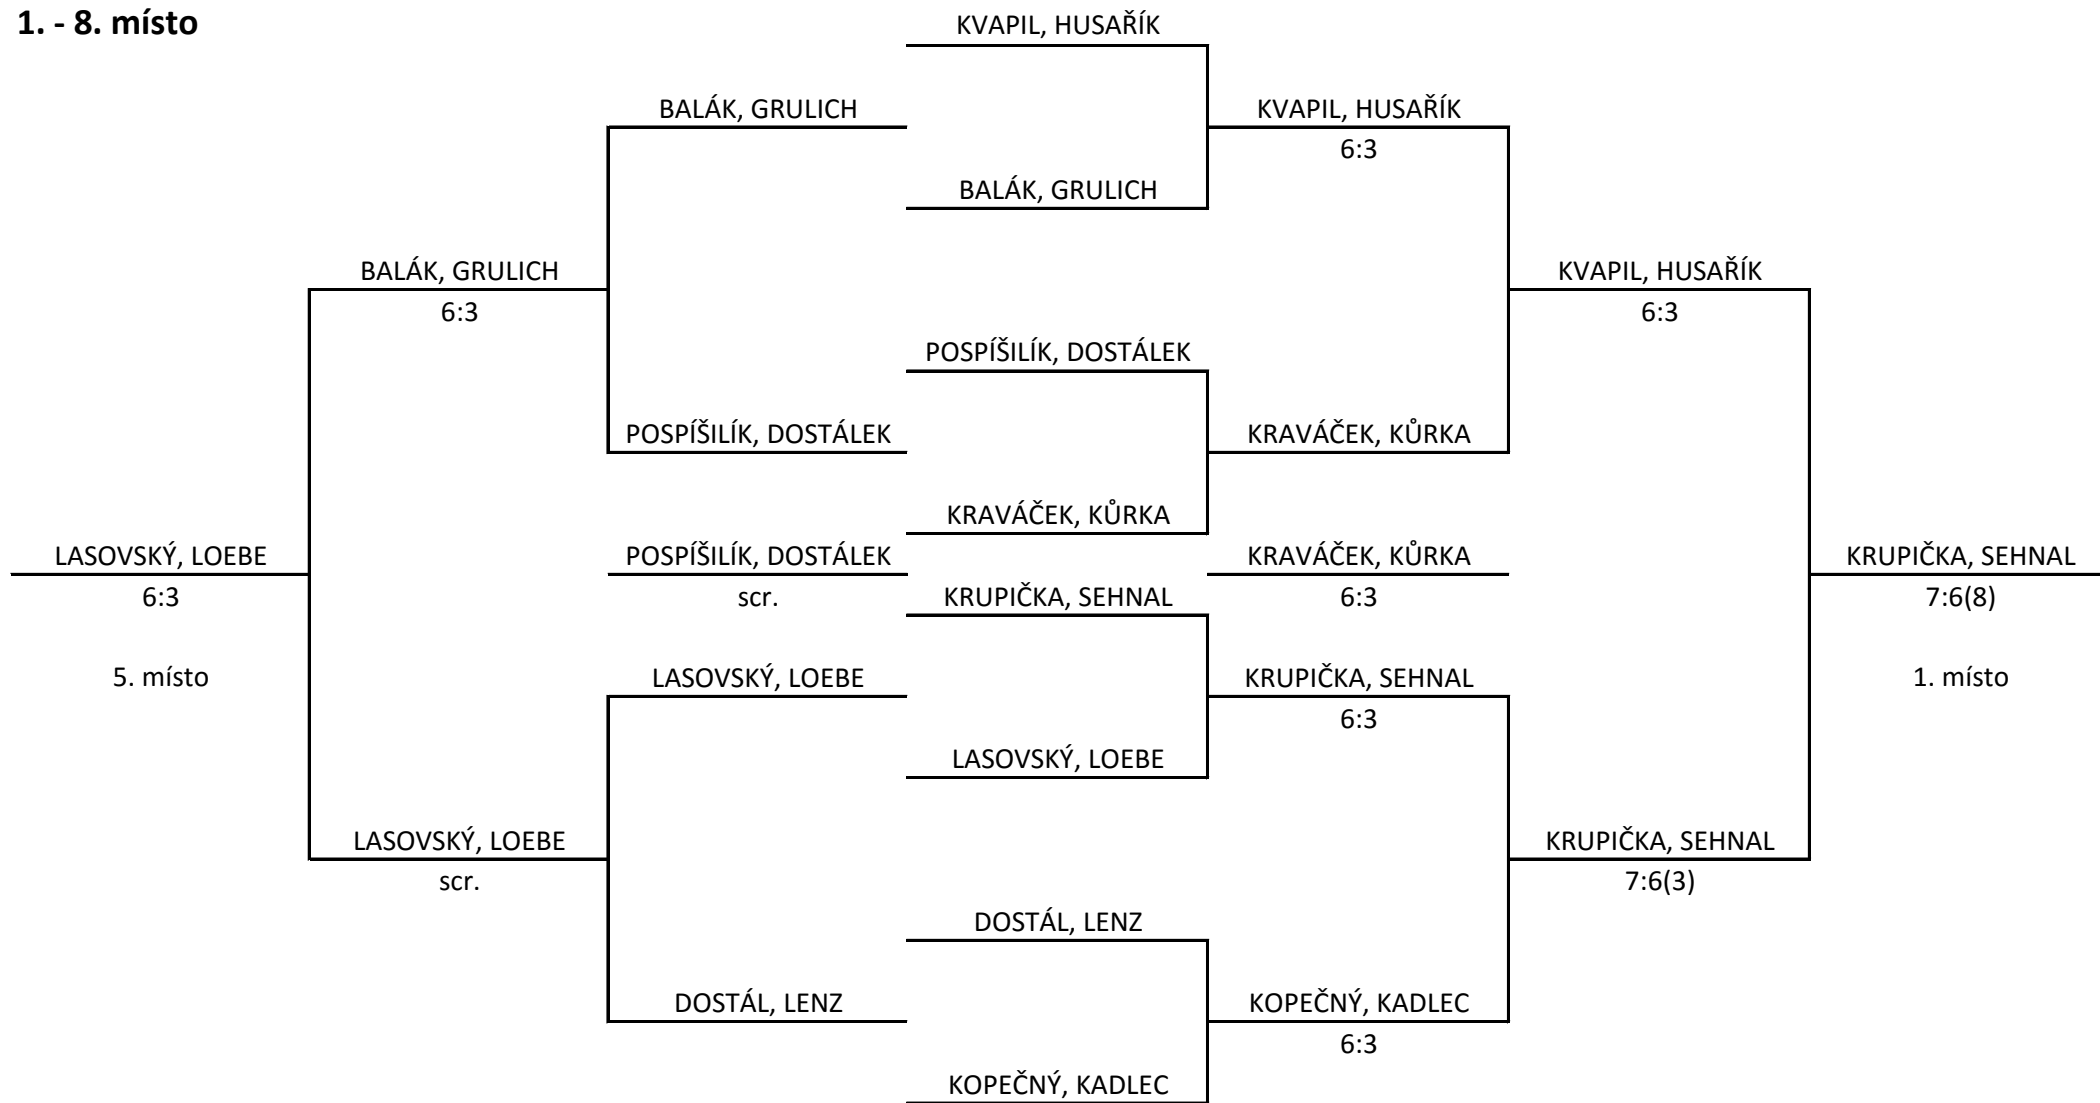 1. - 8. místo
KVAPIL, HUSAŘÍK
BALÁK, GRULICH
KVAPIL, HUSAŘÍK
6:3
BALÁK, GRULICH
BALÁK, GRULICH
KVAPIL, HUSAŘÍK
6:3
6:3
POSPÍŠILÍK, DOSTÁLEK
POSPÍŠILÍK, DOSTÁLEK
KRAVÁČEK, KŮRKA
KRAVÁČEK, KŮRKA
LASOVSKÝ, LOEBE
POSPÍŠILÍK, DOSTÁLEK
KRAVÁČEK, KŮRKA
KRUPIČKA, SEHNAL
6:3
scr.
KRUPIČKA, SEHNAL
6:3
7:6(8)
5. místo
LASOVSKÝ, LOEBE
KRUPIČKA, SEHNAL
1. místo
6:3
LASOVSKÝ, LOEBE
LASOVSKÝ, LOEBE
KRUPIČKA, SEHNAL
scr.
7:6(3)
DOSTÁL, LENZ
DOSTÁL, LENZ
KOPEČNÝ, KADLEC
6:3
KOPEČNÝ, KADLEC